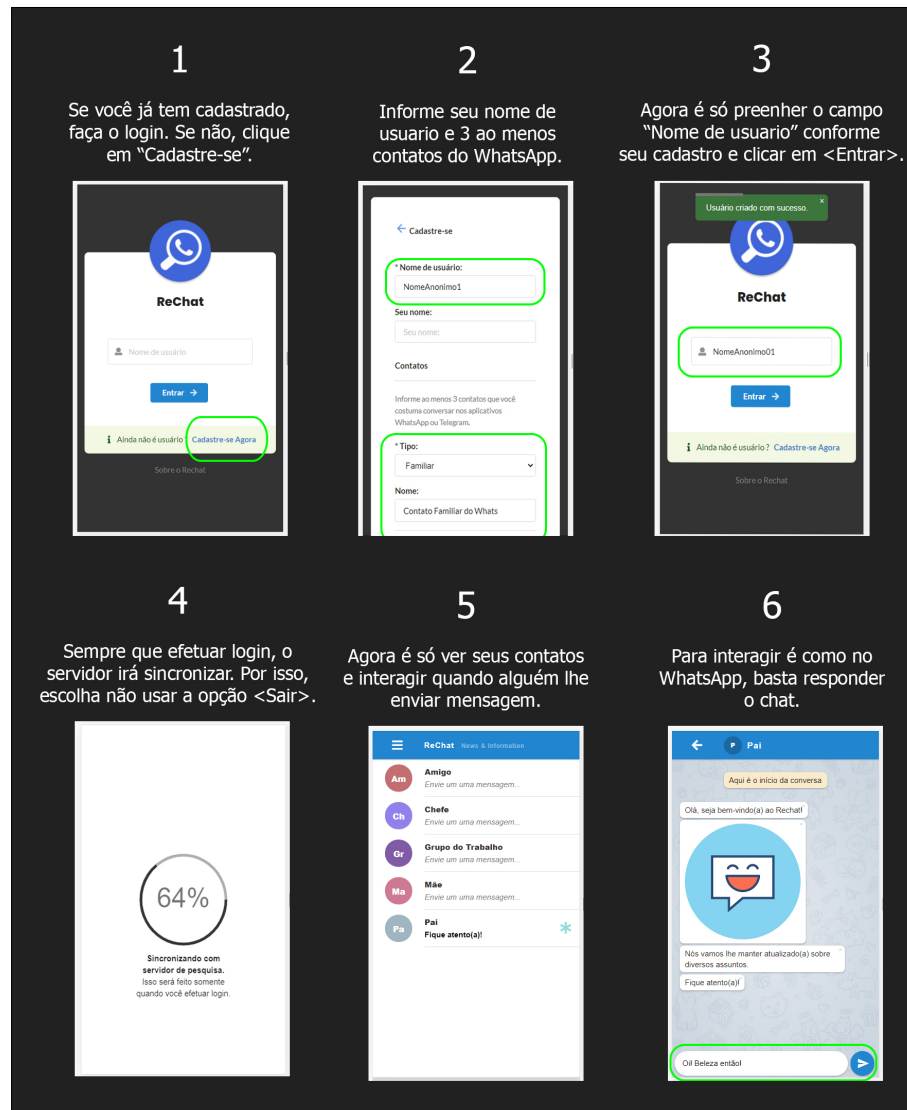 1
Se você já tem cadastrado,
faça o login. Se não, clique
em “Cadastre-se”.
ReChat
Nome de usuário
Entrar →
i Ainda não é usuário ? Cadastre-se Agora
Sobre o Rechat
2
Informe seu nome de
usuario e 3 ao menos
contatos do WhatsApp.
← Cadastre-se
* Nome de usuário:
NomeAnonimo1
Seu nome:
Seu nome:
Contatos
Informe ao menos 3 contatos que você
costuma conversar nos aplicativos
WhatsApp ou Telegram.
* Tipo:
Familiar
Nome:
Contato Familiar do Whats
3
Agora é só preenher o campo
“Nome de usuario” conforme
seu cadastro e clicar em <Entrar>.
Usuário criado com sucesso. ×
ReChat
NomeAnonimo01
Entrar →
i Ainda não é usuário ? Cadastre-se Agora
Sobre o Rechat
4
Sempre que efetuar login, o
servidor irá sincronizar. Por isso,
escolha não usar a opção <Sair>.
64%
Sincronizando com
servidor de pesquisa.
Isso será feito somente
quando você efetuar login.
5
Agora é só ver seus contatos
e interagir quando alguém lhe
enviar mensagem.
ReChat News & Information
Am
Amigo
Envie um uma mensagem...
Ch
Chefe
Envie um uma mensagem...
Gr
Grupo do Trabalho
Envie um uma mensagem...
Ma
Mãe
Envie um uma mensagem...
Pa
Pai
Fique atento(a)!
6
Para interagir é como no
WhatsApp, basta responder
o chat.
← P Pai
Aqui é o início da conversa
Olá, seja bem-vindo(a) ao Rechat!
Nós vamos lhe manter atualizado(a) sobre
diversos assuntos.
Fique atento(a)!
Oi! Beleza então!